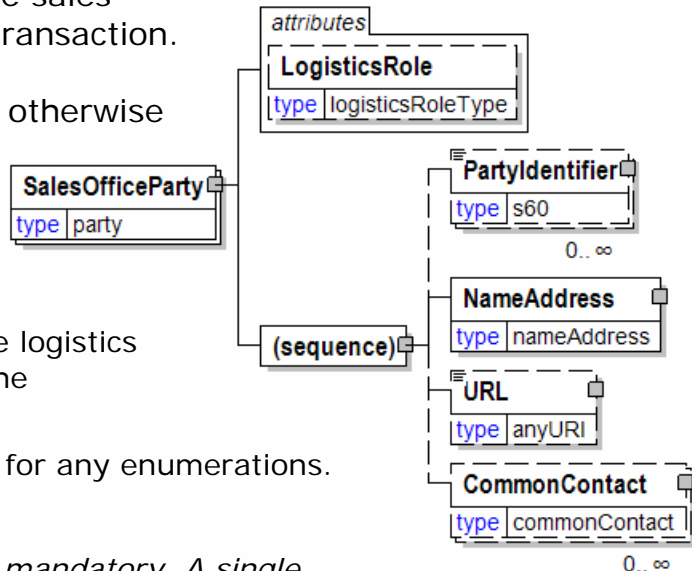 e sales
ransaction.
otherwise
e logistics
ne
for any enumerations.
mandatory. A single
attributes
LogisticsRole
type logisticsRoleType
SalesOfficeParty
type party
(sequence)
PartyIdentifier
type s60
0.. ∞
NameAddress
type nameAddress
URL
type anyURI
CommonContact
type commonContact
0.. ∞